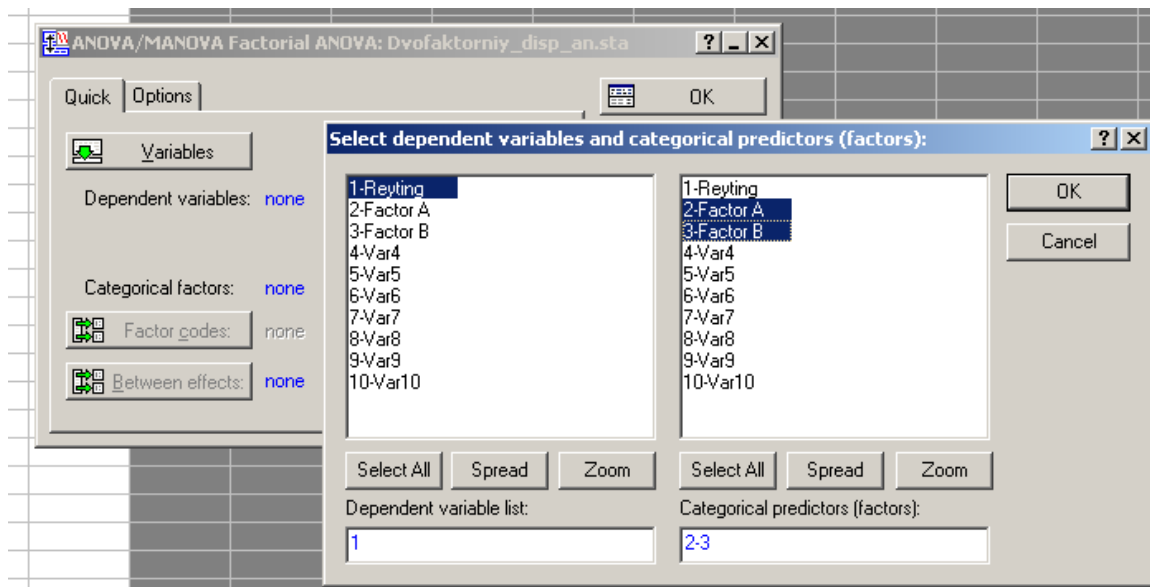 ANOVA/MANOVA Factorial ANOVA: Dvofaktorniy_disp_an.sta
Quick
Options
OK
Variables
Dependent variables: none
Categorical factors: none
Factor codes: none
Between effects: none
Select dependent variables and categorical predictors (factors):
1-Reyting
2-Factor A
3-Factor B
4-Var4
5-Var5
6-Var6
7-Var7
8-Var8
9-Var9
10-Var10
1-Reyting
2-Factor A
3-Factor B
4-Var4
5-Var5
6-Var6
7-Var7
8-Var8
9-Var9
10-Var10
OK
Cancel
Select All
Spread
Zoom
Select All
Spread
Zoom
Dependent variable list:
1
Categorical predictors (factors):
2-3